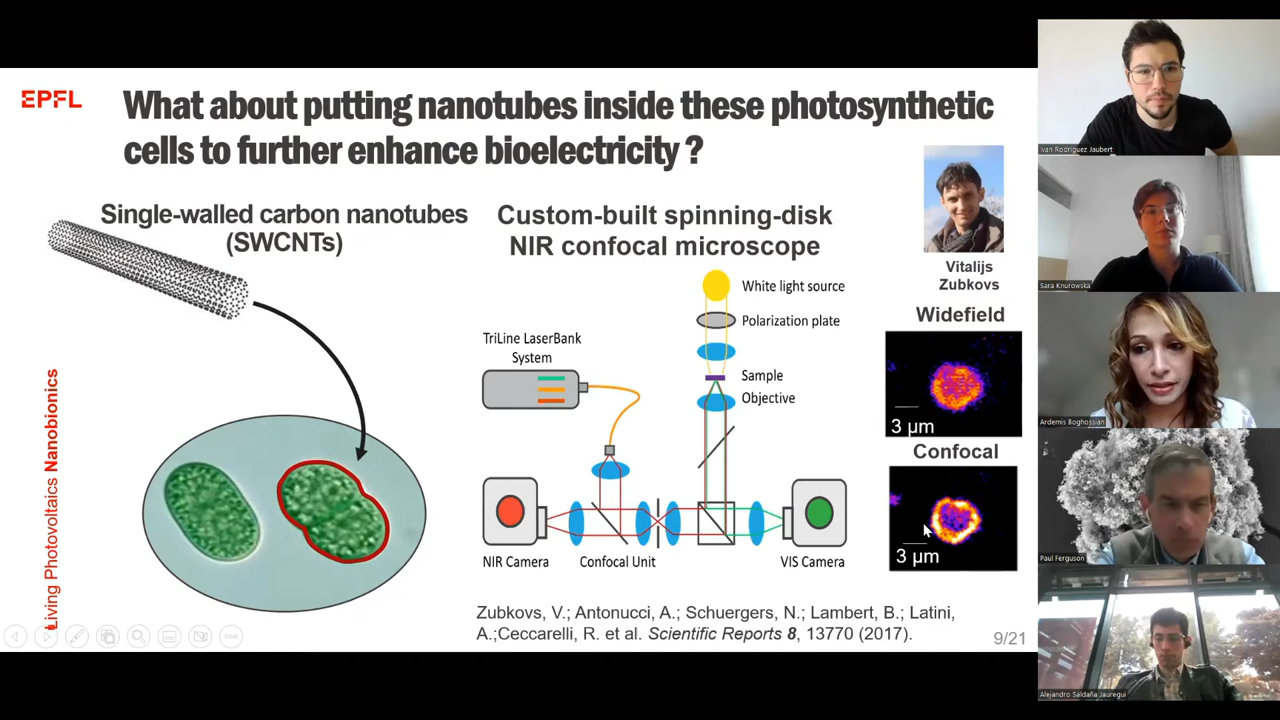 EPFL
What about putting nanotubes inside these photosynthetic
cells to further enhance bioelectricity ?
Single-walled carbon nanotubes
(SWCNTs)
Custom-built spinning-disk
NIR confocal microscope
Vitalijs
Zubkovs
White light source
Polarization plate
TriLine LaserBank
System
Sample
Objective
NIR Camera
Confocal Unit
VIS Camera
Widefield
3 µm
Confocal
3 µm
Living Photovoltaics Nanobionics
Zubkovs, V.; Antonucci, A.; Schuergers, N.; Lambert, B.; Latini,
A.;Ceccarelli, R. et al. Scientific Reports 8, 13770 (2017).
9/21
Ivan Rodriguez Jaubert
Sara Knurowska
Ardemis Boghossian
Paul Ferguson
Alejandro Saldaña Jauregui